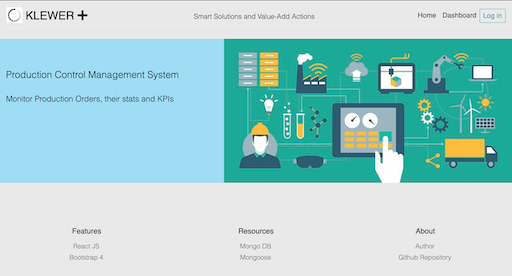 KLEWER +
Smart Solutions and Value-Add Actions
Home Dashboard Log in
Production Control Management System
Monitor Production Orders, their stats and KPIs
Features
React JS
Bootstrap 4
Resources
Mongo DB
Mongoose
About
Author
Github Repository